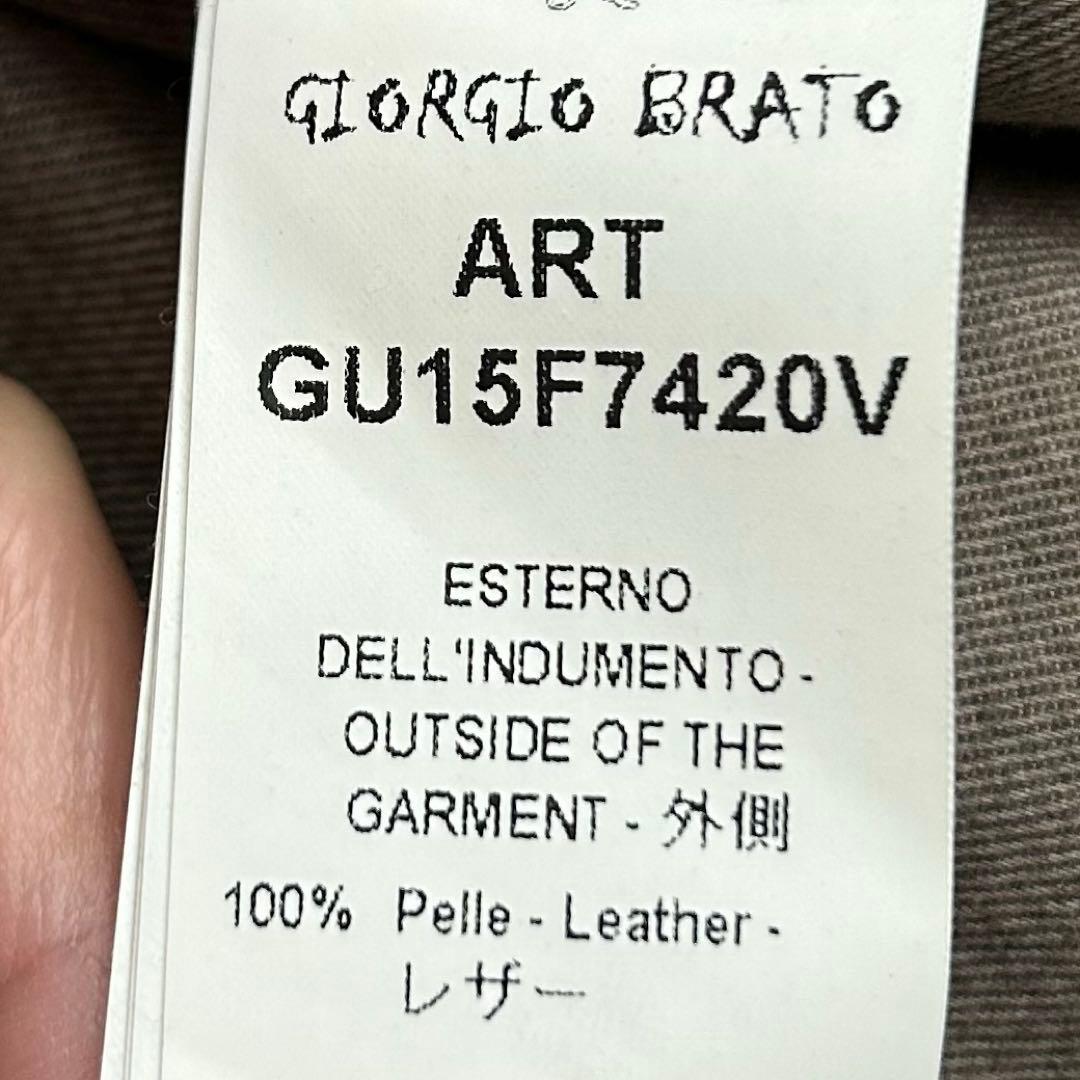 GIORGIO BRATO
ART
GU15F7420V
ESTERNO
DELL'INDUMENTO -
OUTSIDE OF THE
GARMENT - 外側
100% Pelle - Leather -
レザー